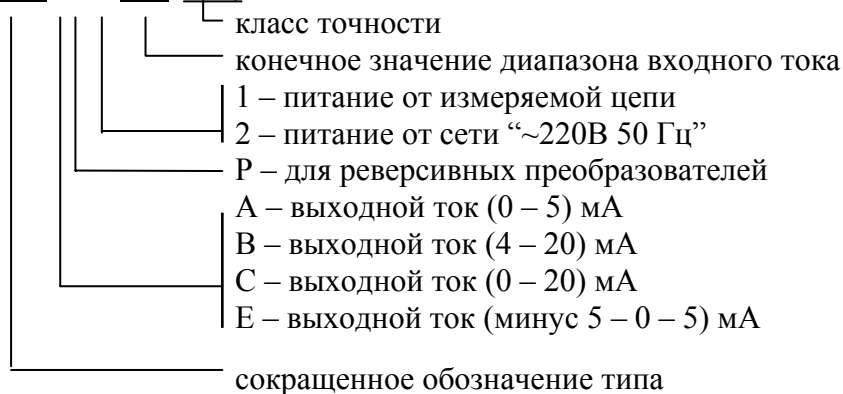 класс точности
конечное значение диапазона входного тока
1 – питание от измеряемой цепи
2 – питание от сети “~220В 50 Гц”
Р – для реверсивных преобразователей
А – выходной ток (0 – 5) мА
В – выходной ток (4 – 20) мА
С – выходной ток (0 – 20) мА
Е – выходной ток (минус 5 – 0 – 5) мА
сокращенное обозначение типа